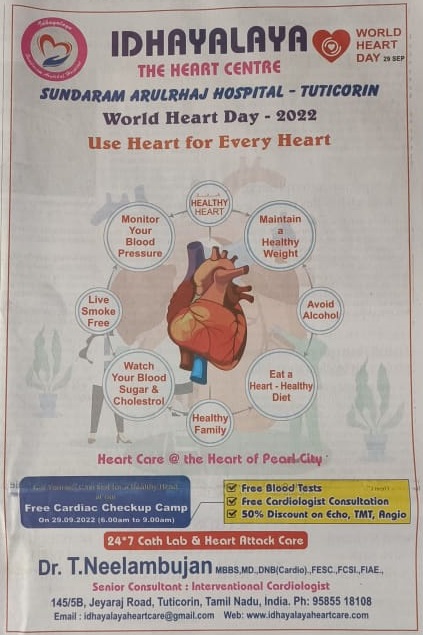 Idhayalaya
IDHAYALAYA
THE HEART CENTRE
WORLD
HEART
DAY 29 SEP
SUNDARAM ARULRHAJ HOSPITAL - TUTICORIN
World Heart Day - 2022
Use Heart for Every Heart
HEALTHY
HEART
Monitor
Your
Blood
Pressure
Maintain
a
Healthy
Weight
Live
Smoke
Free
Avoid
Alcohol
Watch
Your Blood
Sugar &
Cholestrol
Eat a
Heart - Healthy
Diet
Healthy
Family
Heart Care @ the Heart of Pearl City
for a Healthy Heart
Free Cardiac Checkup Camp
On 29.09.2022 (6.00am to 9.00am)
Free Blood Tests
Free Cardiologist Consultation
50% Discount on Echo, TMT, Angio
24*7 Cath Lab & Heart Attack Care
Dr. T.Neelambujan MBBS,MD.,DNB(Cardio).,FESC.,FCSI.,FIAE.,
Senior Consultant : Interventional Cardiologist
145/5B, Jeyaraj Road, Tuticorin, Tamil Nadu, India. Ph: 95855 18108
Email : idhayalayaheartcare@gmail.com Web: www.idhayalayaheartcare.com